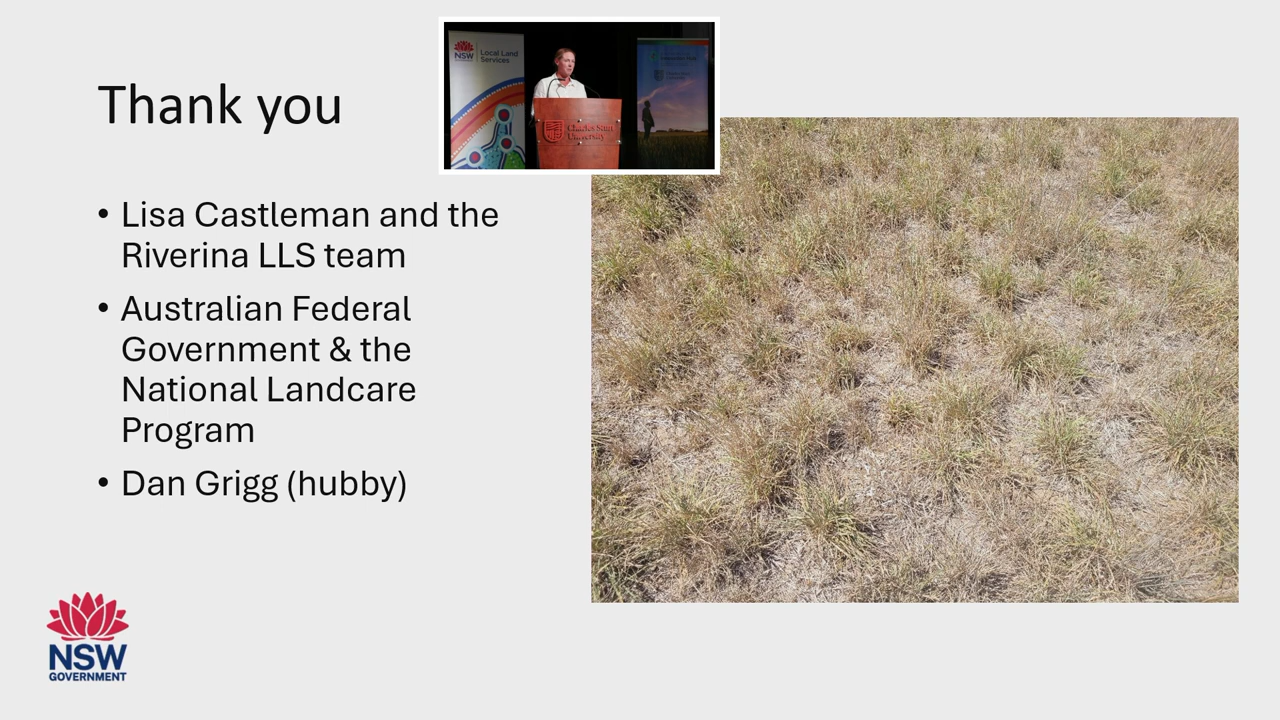 Thank you
NSW
Local Land
Services
Charles Sturt
University
• Lisa Castleman and the
Riverina LLS team
• Australian Federal
Government & the
National Landcare
Program
• Dan Grigg (hubby)
NSW
GOVERNMENT